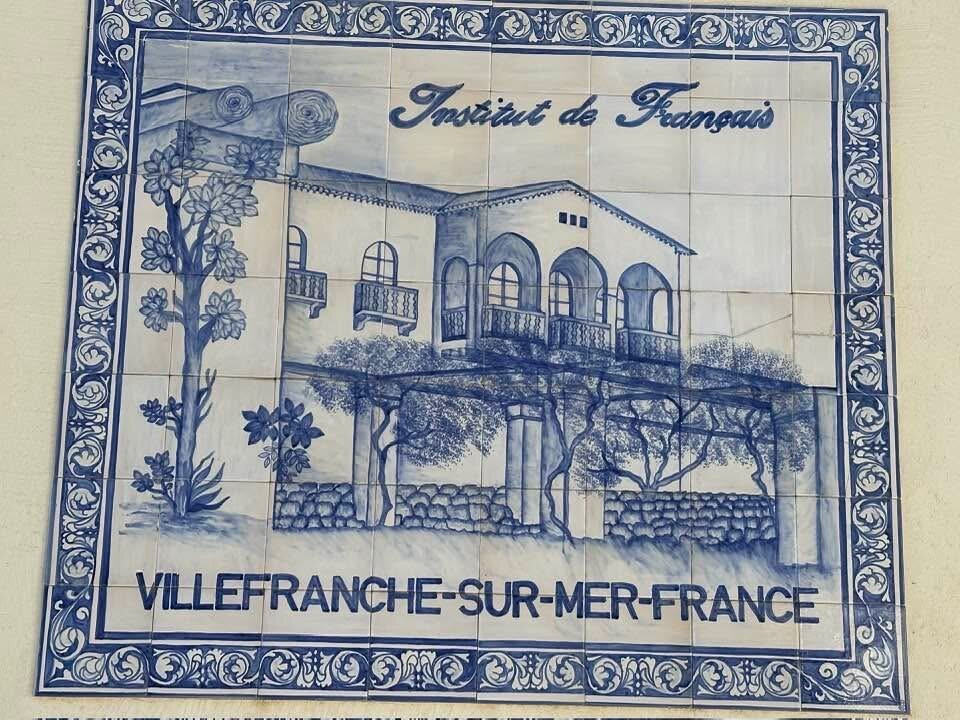 Institut de Français
VILLEFRANCHE-SUR-MER-FRANCE